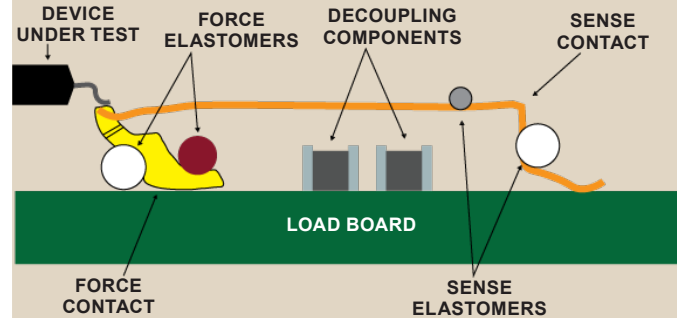 DEVICE
UNDER TEST
FORCE
ELASTOMERS
DECOUPLING
COMPONENTS
SENSE
CONTACT
LOAD BOARD
FORCE
CONTACT
SENSE
ELASTOMERS